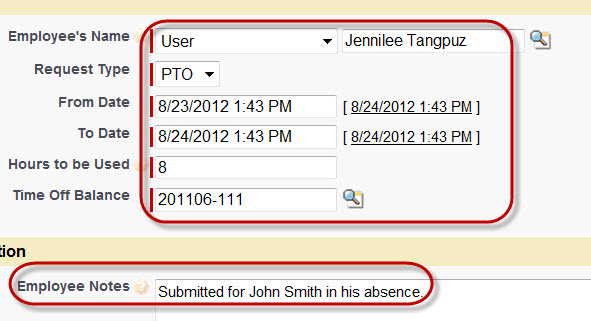 Employee's Name User Jennilee Tangpuz
Request Type PTO
From Date 8/23/2012 1:43 PM [ 8/24/2012 1:43 PM ]
To Date 8/24/2012 1:43 PM [ 8/24/2012 1:43 PM ]
Hours to be Used 8
Time Off Balance 201106-111
tion
Employee Notes Submitted for John Smith in his absence.